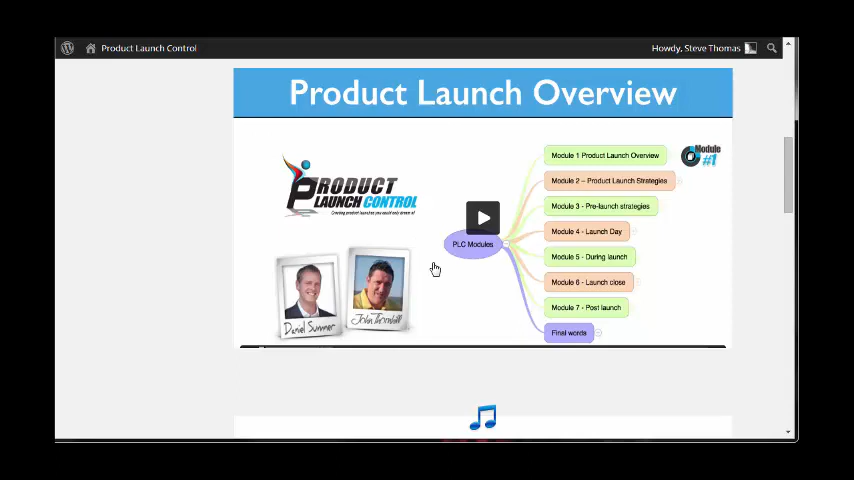 Product Launch Control
Howdy, Steve Thomas
Product Launch Overview
PRODUCT
LAUNCH CONTROL
Creating product launches you could only dream of
Daniel Sumner
John Thornhill
PLC Modules
Module 1 Product Launch Overview
Module 2 – Product Launch Strategies
Module 3 - Pre-launch strategies
Module 4 - Launch Day
Module 5 - During launch
Module 6 - Launch close
Module 7 - Post launch
Final words
Module
#1